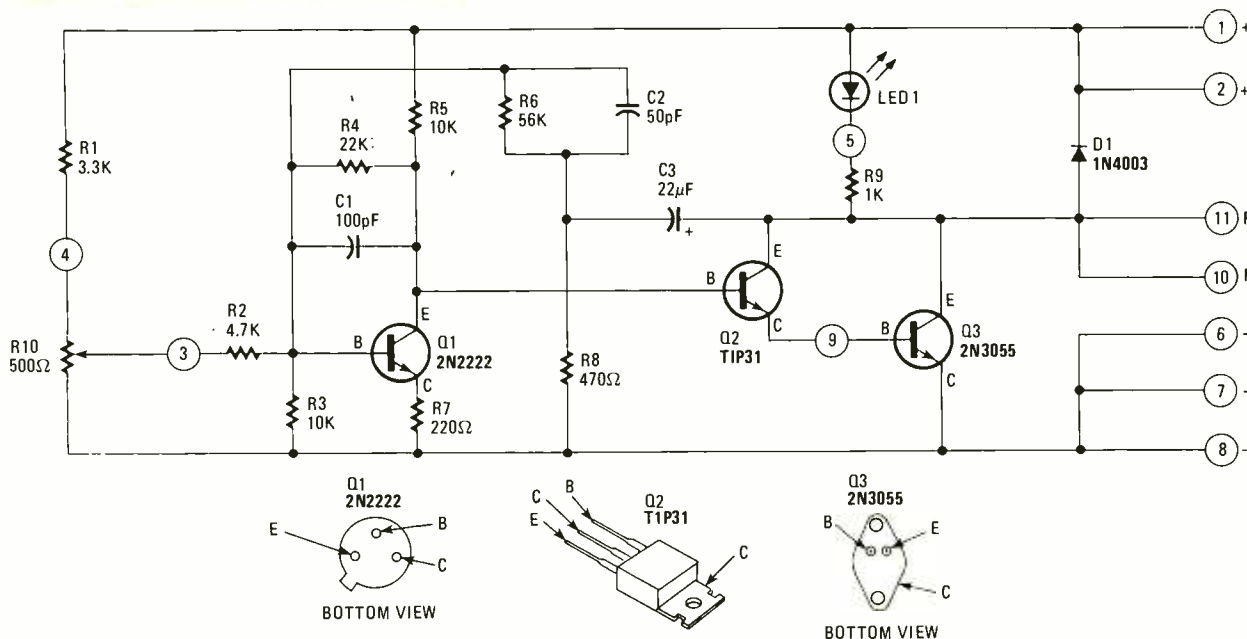 1 +
2 +
R5
10K
R6
56K
C2
50pF
LED1
5
D1
1N4003
R4
22K
R1
3.3K
R9
1K
C3
22µF
+
C1
100pF
11
10
4
E
B
Q2
TIP31
C
9
E
B
Q3
2N3055
C
6 -
R2
4.7K
3
R10
500Ω
E
B
Q1
2N2222
C
R8
470Ω
7 -
R3
10K
R7
220Ω
8 -
Q1
2N2222
E
B
C
BOTTOM VIEW
B
C
E
Q2
T1P31
C
Q3
2N3055
B
E
C
BOTTOM VIEW